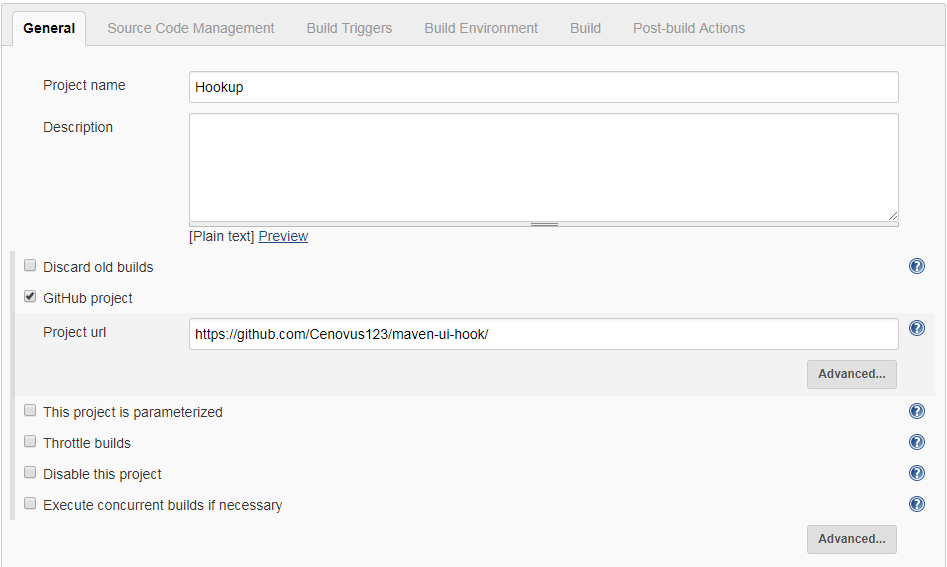 General Source Code Management Build Triggers Build Environment Build Post-build Actions
Project name Hookup
Description
[Plain text] Preview
Discard old builds ?
GitHub project
Project url https://github.com/Cenovus123/maven-ui-hook/ ?
Advanced...
This project is parameterized ?
Throttle builds ?
Disable this project ?
Execute concurrent builds if necessary ?
Advanced...